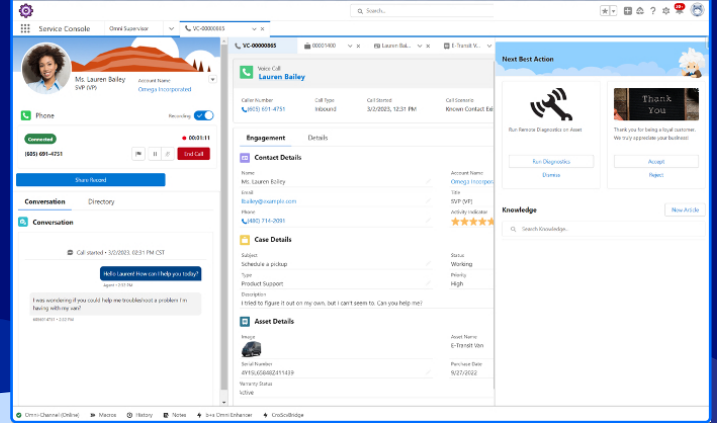 Search...
Service Console
Omni Supervisor
VC-00000865
VC-00000865
00001400
Lauren Bail...
E-Transit V...
Ms. Lauren Bailey
SVP (VP)
Account Name
Omega Incorporated
Phone
Recording
Connected
00:01:11
(605) 691-4751
End Call
Share Record
Conversation
Directory
Conversation
Call started • 3/2/2023, 02:31 PM CST
Hello Lauren! How can I help you today?
I was wondering if you could help me troubleshoot a problem I'm
having with my van?
Voice Call
Lauren Bailey
Caller Number
Call Type
Call Started
Call Scenario
(605) 691-4751
Inbound
3/2/2023, 12:31 PM
Known Contact Exi
Engagement
Details
Contact Details
Name
Ms. Lauren Bailey
Account Name
Omega Incorpora
Email
lbailey@example.com
Title
SVP (VP)
Phone
(480) 714-2091
Activity Indicator
Case Details
Subject
Schedule a pickup
Status
Working
Type
Product Support
Priority
High
Description
I tried to figure it out on my own, but I can't seem to. Can you help me?
Asset Details
Image
Asset Name
E-Transit Van
Serial Number
Purchase Date
9/27/2022
Warranty Status
Active
Next Best Action
Run Remote Diagnostics on Asset
Run Diagnostics
Dismiss
Thank
You
Thank you for being a loyal customer.
We truly appreciate your business!
Accept
Reject
Knowledge
New Article
Search Knowledge...
Omni-Channel (Online)
Macros
History
Notes
Omni Enhancer